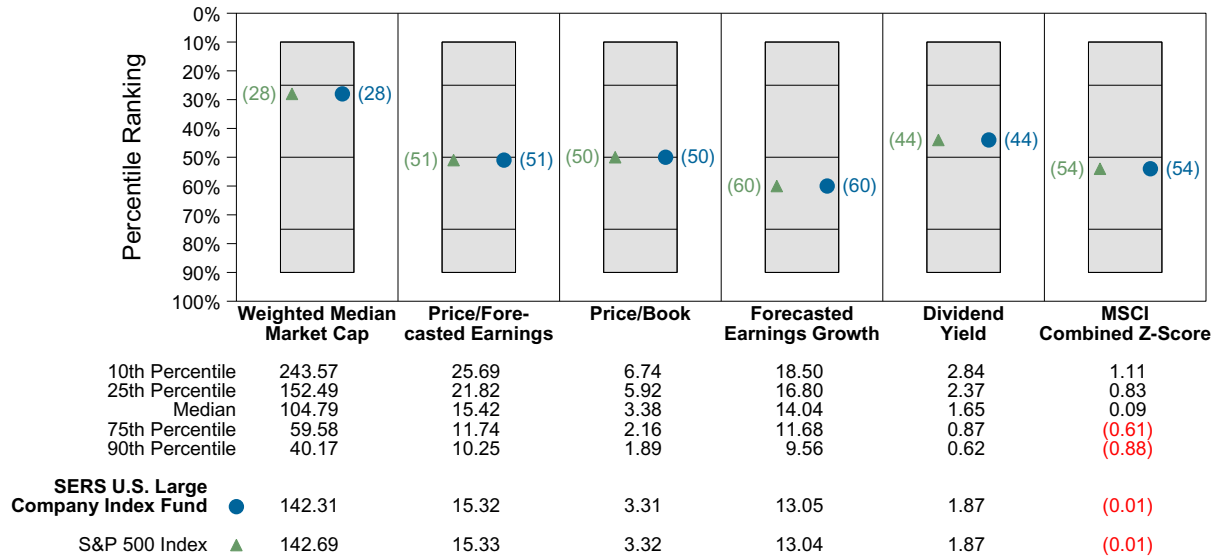 Percentile Ranking
0%
10%
20%
30%
40%
50%
60%
70%
80%
90%
100%
(28) (28)
(51) (51)
(50) (50)
(60) (60)
(44) (44)
(54) (54)
Weighted Median
Market Cap
Price/Fore-
casted Earnings
Price/Book
Forecasted
Earnings Growth
Dividend
Yield
MSCI
Combined Z-Score
10th Percentile 243.57 25.69 6.74 18.50 2.84 1.11
25th Percentile 152.49 21.82 5.92 16.80 2.37 0.83
Median 104.79 15.42 3.38 14.04 1.65 0.09
75th Percentile 59.58 11.74 2.16 11.68 0.87 (0.61)
90th Percentile 40.17 10.25 1.89 9.56 0.62 (0.88)
SERS U.S. Large
Company Index Fund 142.31 15.32 3.31 13.05 1.87 (0.01)
S&P 500 Index 142.69 15.33 3.32 13.04 1.87 (0.01)